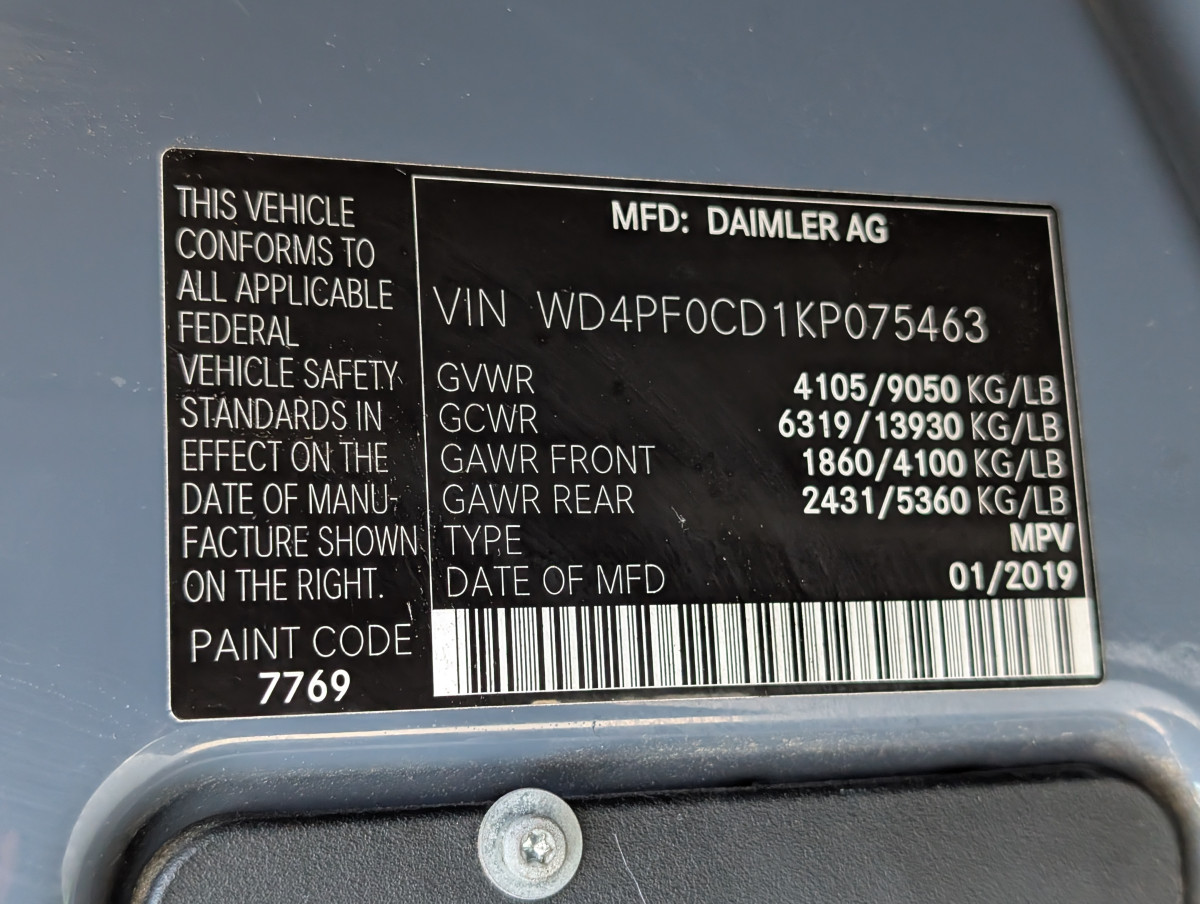 THIS VEHICLE
CONFORMS TO
ALL APPLICABLE
FEDERAL
VEHICLE SAFETY
STANDARDS IN
EFFECT ON THE
DATE OF MANU-
FACTURE SHOWN
ON THE RIGHT.
PAINT CODE
7769
MFD: DAIMLER AG
VIN WD4PF0CD1KP075463
GVWR 4105/9050 KG/LB
GCWR 6319/13930 KG/LB
GAWR FRONT 1860/4100 KG/LB
GAWR REAR 2431/5360 KG/LB
TYPE MPV
DATE OF MFD 01/2019